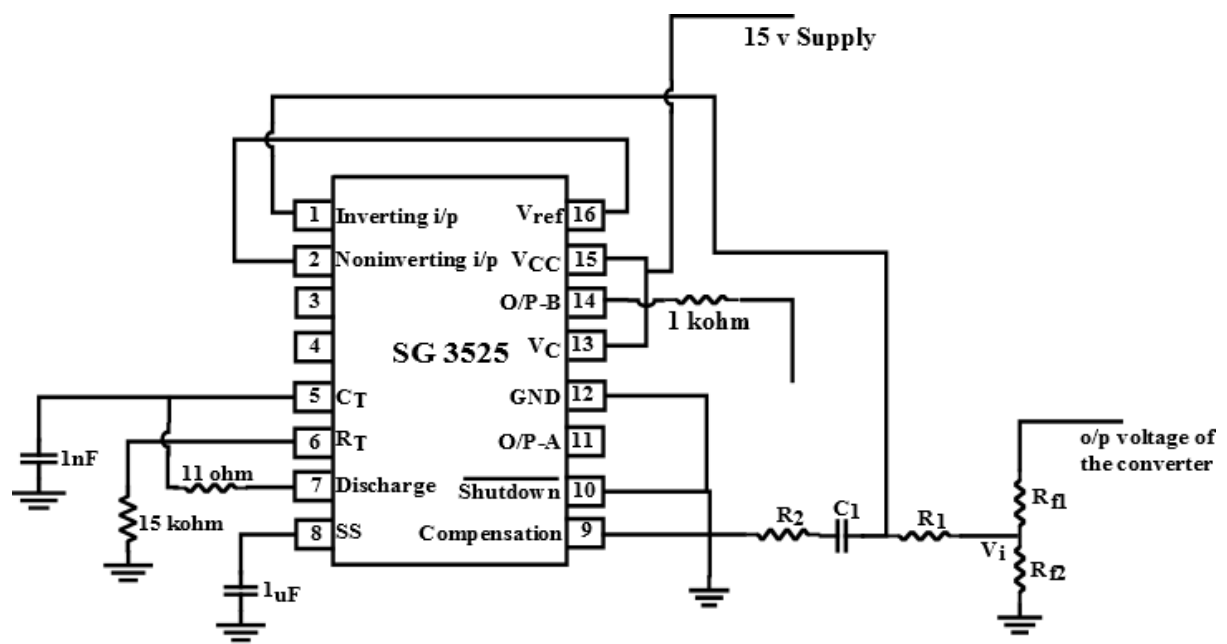 15 v Supply
1 Inverting i/p
Vref 16
2 Noninverting i/p
VCC 15
3
O/P-B 14
1 kohm
4
SG 3525
VC 13
5 CT
GND 12
6 RT
O/P-A 11
1nF
11 ohm
7 Discharge
Shutdown 10
15 kohm
8 SS
Compensation 9
1uF
R2
C1
R1
Vi
o/p voltage of
the converter
Rf1
Rf2